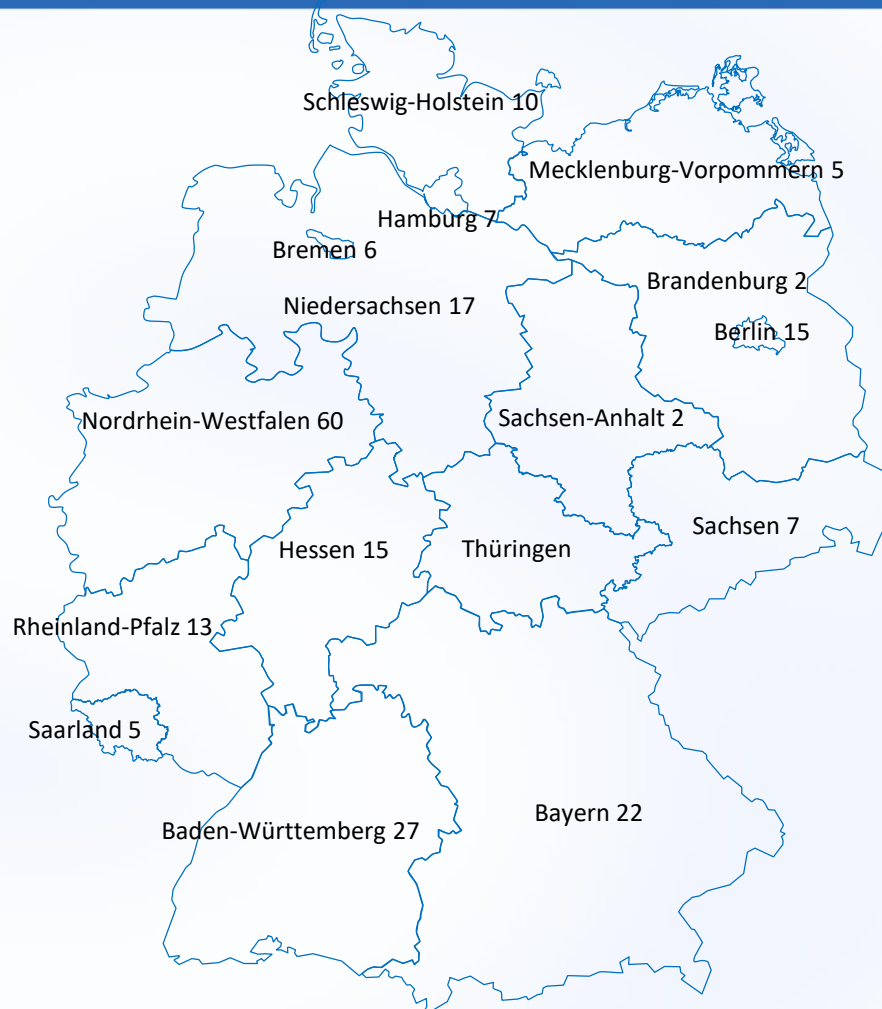 Schleswig-Holstein 10
Mecklenburg-Vorpommern 5
Hamburg 7
Bremen 6
Brandenburg 2
Niedersachsen 17
Berlin 15
Nordrhein-Westfalen 60
Sachsen-Anhalt 2
Sachsen 7
Hessen 15
Thüringen
Rheinland-Pfalz 13
Saarland 5
Bayern 22
Baden-Württemberg 27